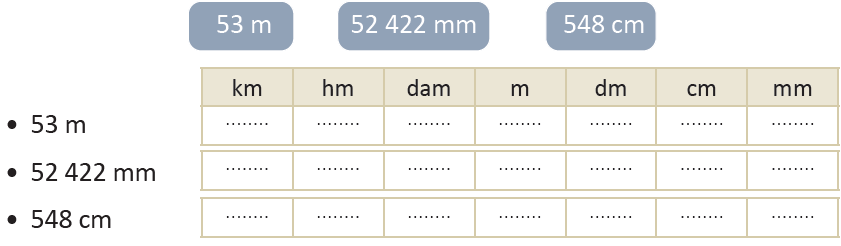 53 m 52 422 mm 548 cm
km hm dam m dm cm mm
• 53 m ........ ........ ........ ........ ........ ........ ........
• 52 422 mm ........ ........ ........ ........ ........ ........ ........
• 548 cm ........ ........ ........ ........ ........ ........ ........